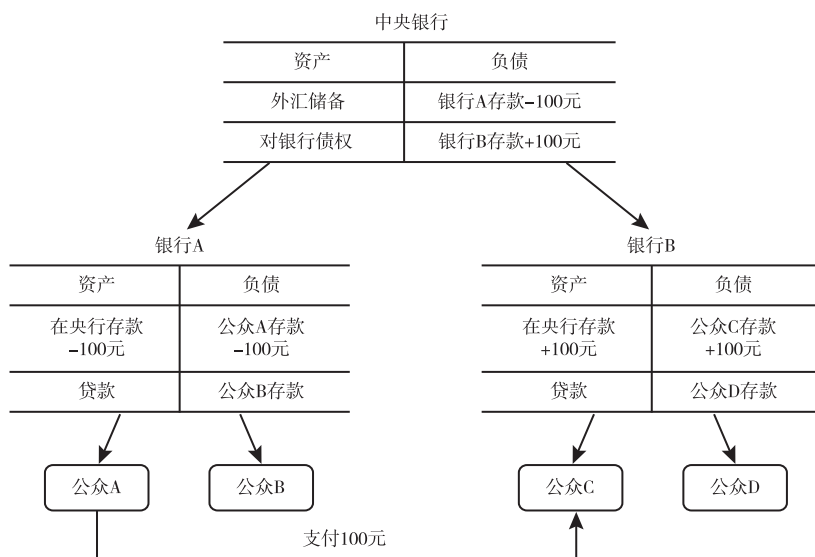 中央银行
资产 负债
外汇储备 银行A存款-100元
对银行债权 银行B存款+100元
银行A 银行B
资产 负债 资产 负债
在央行存款 公众A存款 在央行存款 公众C存款
-100元 -100元 +100元 +100元
贷款 公众B存款 贷款 公众D存款
公众A 公众B 公众C 公众D
支付100元